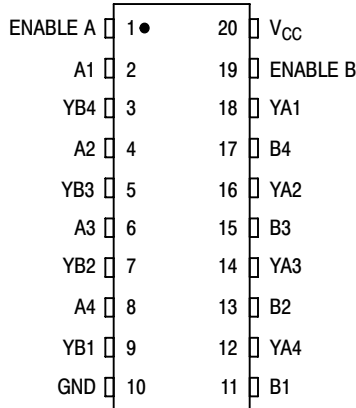 ENABLE A 1 20 VCC
A1 2 19 ENABLE B
YB4 3 18 YA1
A2 4 17 B4
YB3 5 16 YA2
A3 6 15 B3
YB2 7 14 YA3
A4 8 13 B2
YB1 9 12 YA4
GND 10 11 B1